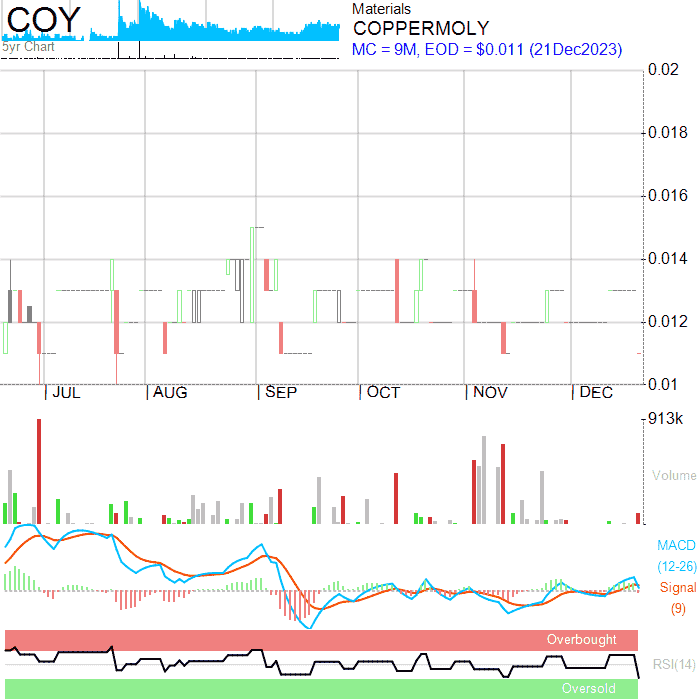 COY
5yr Chart
Materials
COPPERMOLY
MC = 9M, EOD = $0.011 (21Dec2023)
0.02
0.018
0.016
0.014
0.012
0.01
JUL AUG SEP OCT NOV DEC
913k
Volume
MACD
(12-26)
Signal
(9)
Overbought
RSI(14)
Oversold